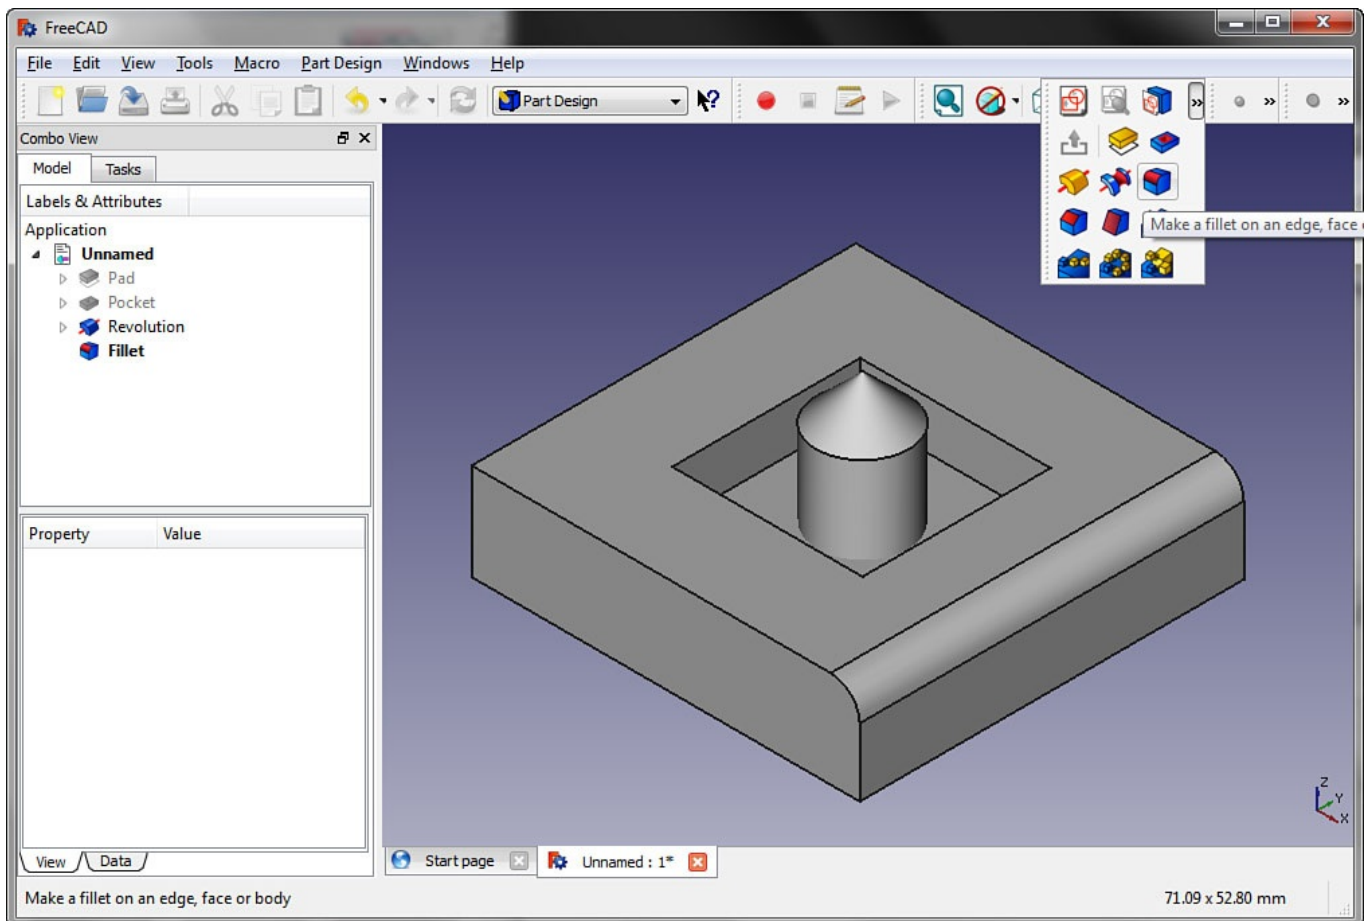 FreeCAD
File Edit View Tools Macro Part Design Windows Help
Part Design
Combo View
Model Tasks
Labels & Attributes
Application
Unnamed
Pad
Pocket
Revolution
Fillet
Make a fillet on an edge, face
Property Value
View Data
Start page Unnamed : 1*
Z
Y
X
Make a fillet on an edge, face or body 71.09 x 52.80 mm